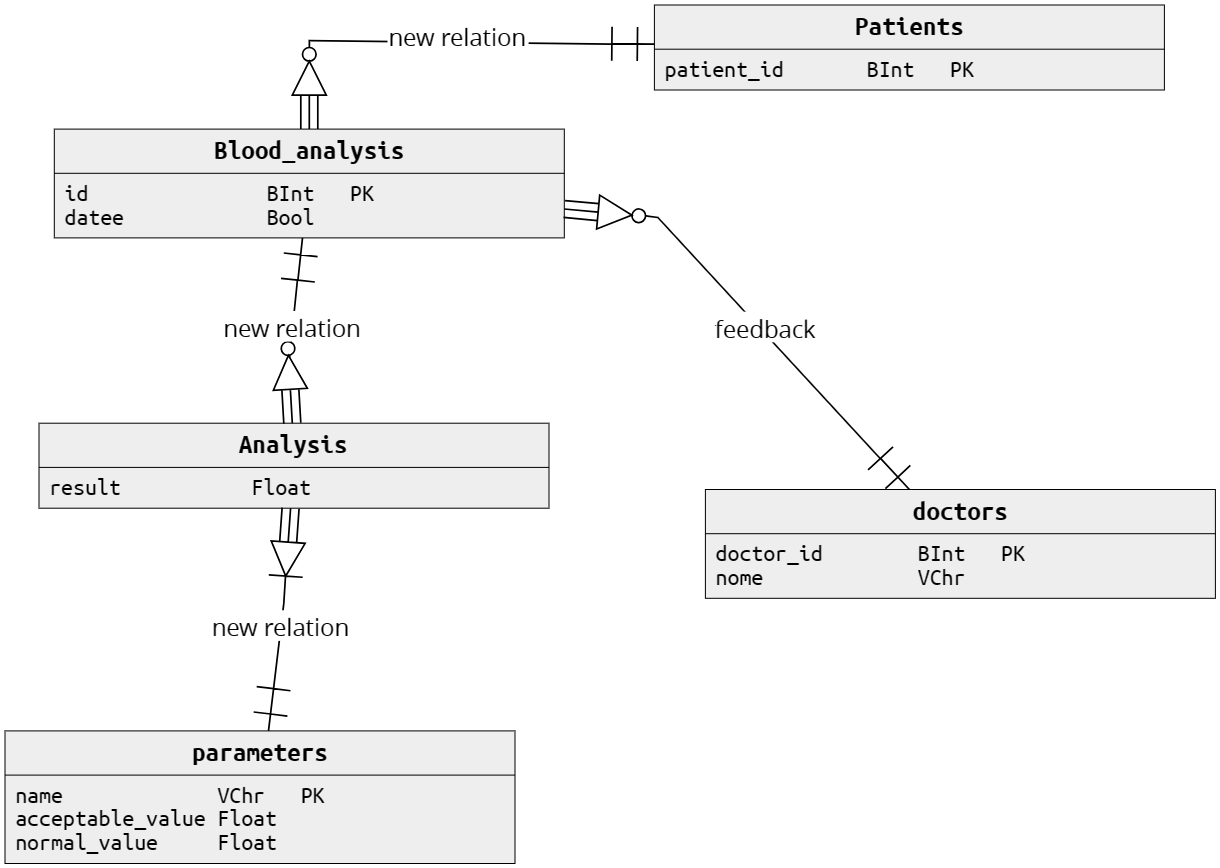 new relation
Patients
patient_id BInt PK
Blood_analysis
id BInt PK
datee Bool
new relation
feedback
Analysis
result Float
doctors
doctor_id BInt PK
nome VChr
new relation
parameters
name VChr PK
acceptable_value Float
normal_value Float